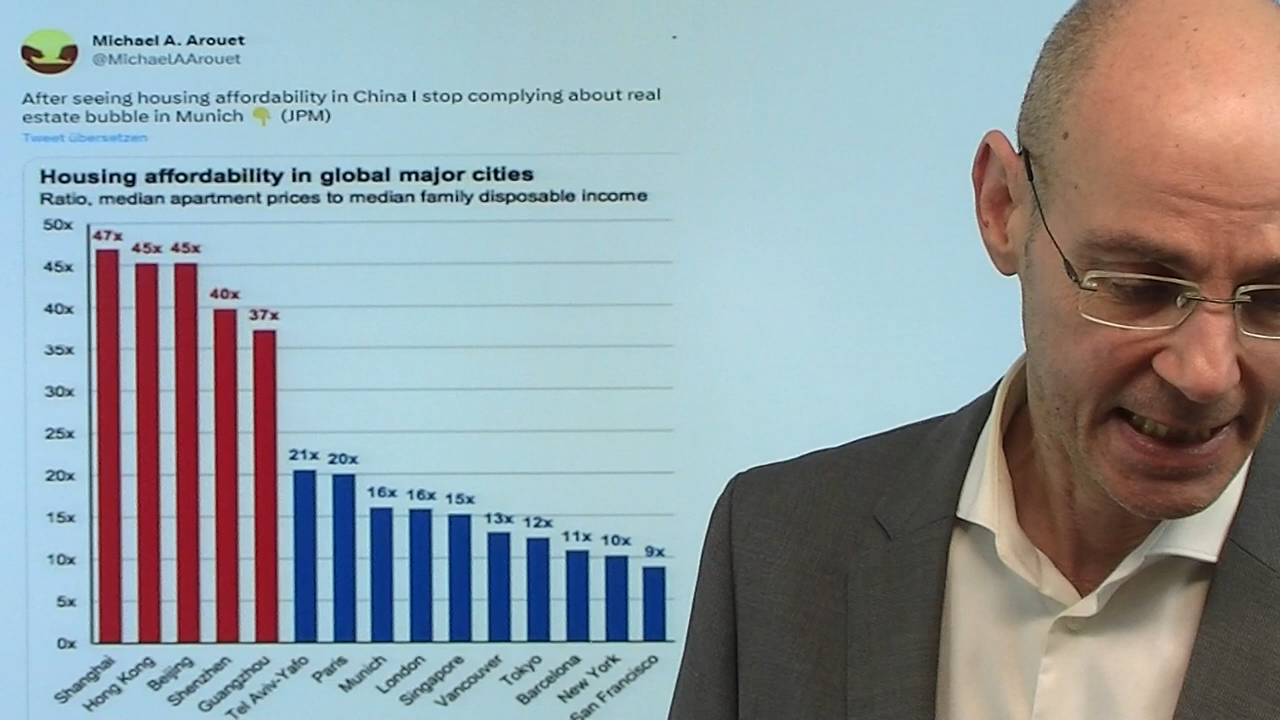 Michael A. Arouet
@MichaelAArouet
After seeing housing affordability in China I stop complying about real
estate bubble in Munich 👇 (JPM)
Tweet übersetzen
Housing affordability in global major cities
Ratio, median apartment prices to median family disposable income
50x
45x
40x
35x
30x
25x
20x
15x
10x
5x
0x
47x
45x
45x
40x
37x
21x
20x
16x
16x
15x
13x
12x
11x
10x
9x
Shanghai
Hong Kong
Beijing
Shenzhen
Guangzhou
Tel Aviv-Yafo
Paris
Munich
London
Singapore
Vancouver
Tokyo
Barcelona
New York
San Francisco